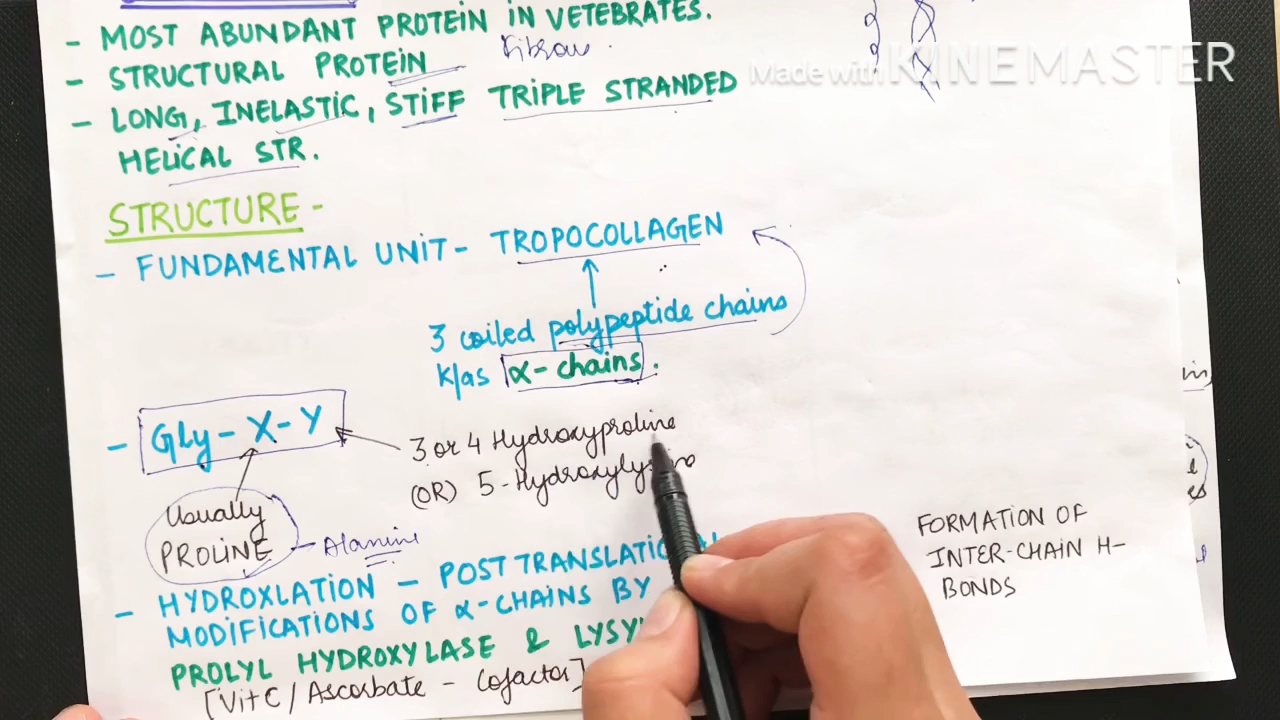 - MOST ABUNDANT PROTEIN IN VETEBRATES.
- STRUCTURAL PROTEIN Fibrous.
- LONG, INELASTIC, STIFF TRIPLE STRANDED
HELICAL STR.
Made with KINEMASTER
STRUCTURE -
- FUNDAMENTAL UNIT - TROPOCOLLAGEN
3 coiled polypeptide chains
K/as α-chains.
- Gly - X - Y
3 or 4 Hydroxyproline
(OR) 5-Hydroxylysine
Usually
PROLINE - Alanine
- HYDROXLATION - POST TRANSLATIONAL
MODIFICATIONS OF α-CHAINS BY
PROLYL HYDROXYLASE & LYSYL
[Vit C / Ascorbate - Cofactor]
FORMATION OF
INTER-CHAIN H-
BONDS